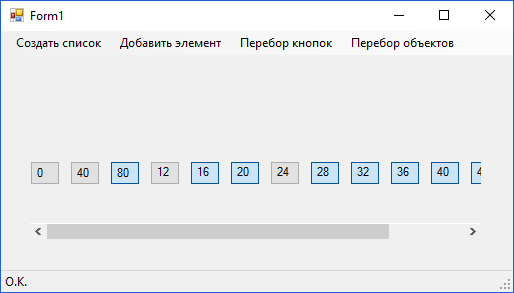 Form1
Создать список Добавить элемент Перебор кнопок Перебор объектов
0 40 80 12 16 20 24 28 32 36 40 4
O.K.